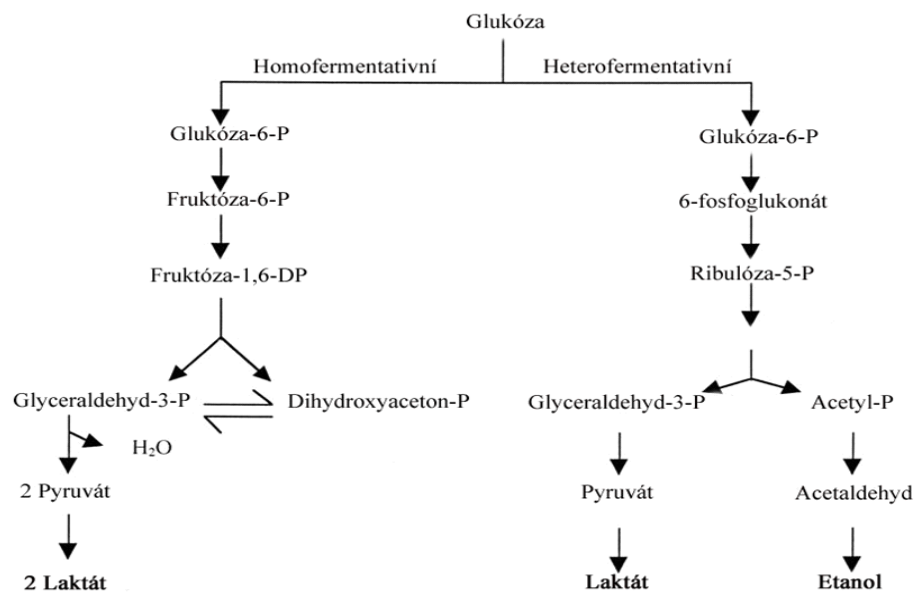 Glukóza
Homofermentativní
Heterofermentativní
Glukóza-6-P
Glukóza-6-P
Fruktóza-6-P
6-fosfoglukonát
Fruktóza-1,6-DP
Ribulóza-5-P
Glyceraldehyd-3-P
Dihydroxyaceton-P
Glyceraldehyd-3-P
Acetyl-P
H₂O
2 Pyruvát
Pyruvát
Acetaldehyd
2 Laktát
Laktát
Etanol